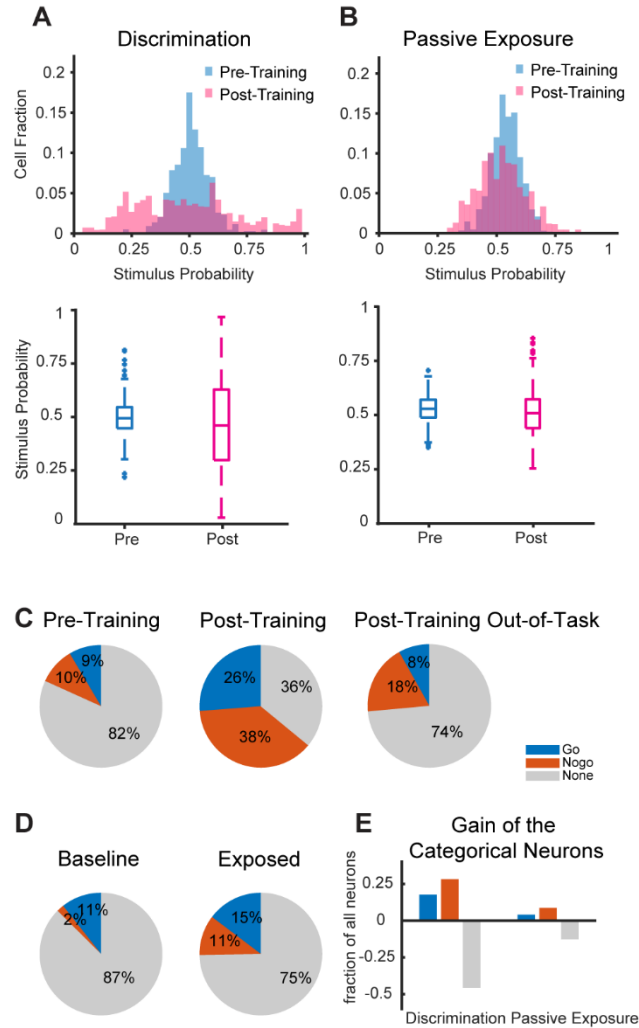 A
Discrimination
Pre-Training
Post-Training
Cell Fraction
0.2
0.15
0.1
0.05
0
0
0.25
0.5
0.75
1
Stimulus Probability
B
Passive Exposure
Pre-Training
Post-Training
0.2
0.15
0.1
0.05
0
0
0.25
0.5
0.75
1
Stimulus Probability
Stimulus Probability
1
0.75
0.5
0.25
0
Pre
Post
1
0.75
0.5
0.25
0
Pre
Post
C
Pre-Training
9%
10%
82%
Post-Training
26%
36%
38%
Post-Training Out-of-Task
8%
18%
74%
Go
Nogo
None
D
Baseline
11%
2%
87%
Exposed
15%
11%
75%
E
Gain of the
Categorical Neurons
fraction of all neurons
0.25
0
-0.25
-0.5
Discrimination Passive Exposure